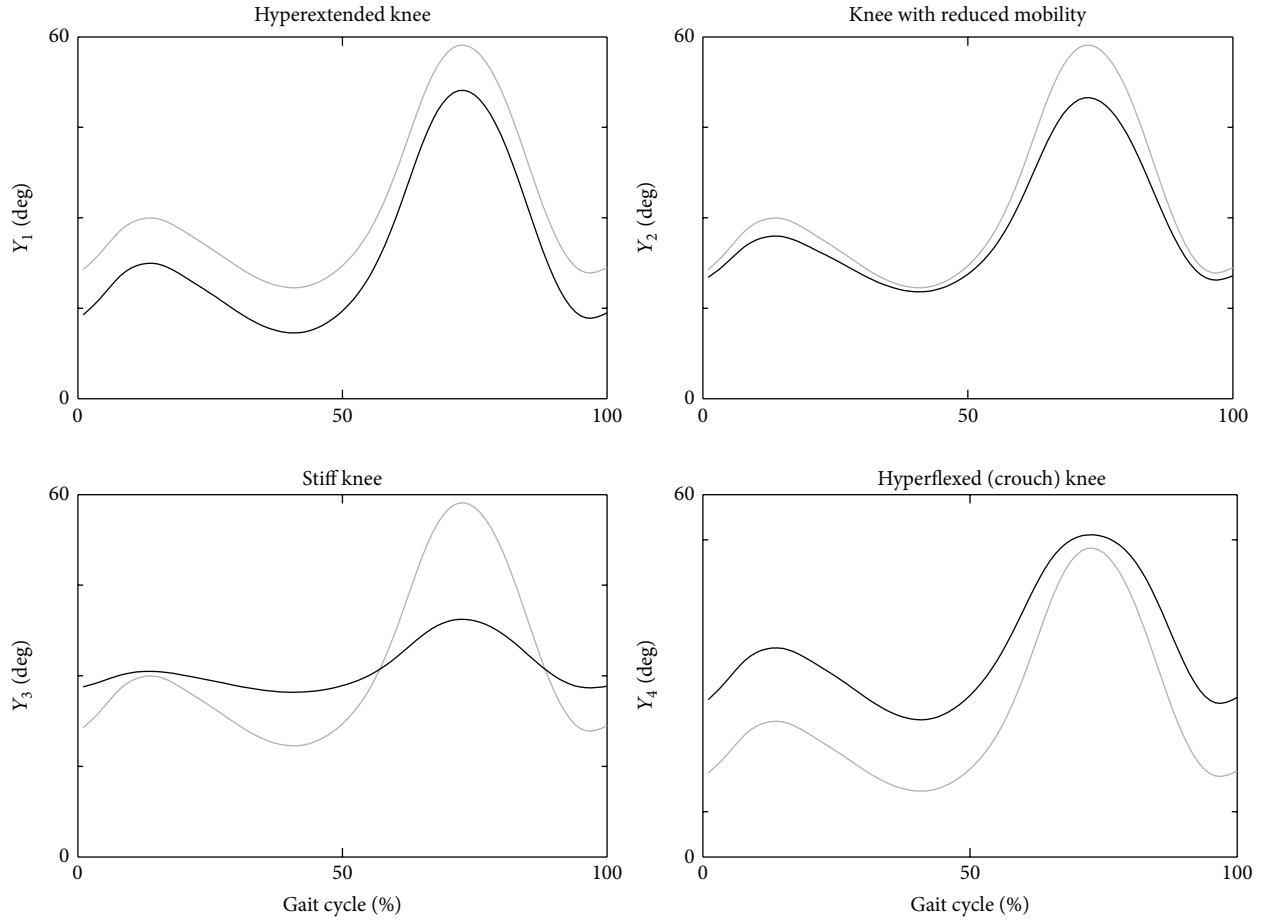 Hyperextended knee
60
Y1 (deg)
0
0 50 100
Knee with reduced mobility
60
Y2 (deg)
0
0 50 100
Stiff knee
60
Y3 (deg)
0
0 50 100
Gait cycle (%)
Hyperflexed (crouch) knee
60
Y4 (deg)
0
0 50 100
Gait cycle (%)